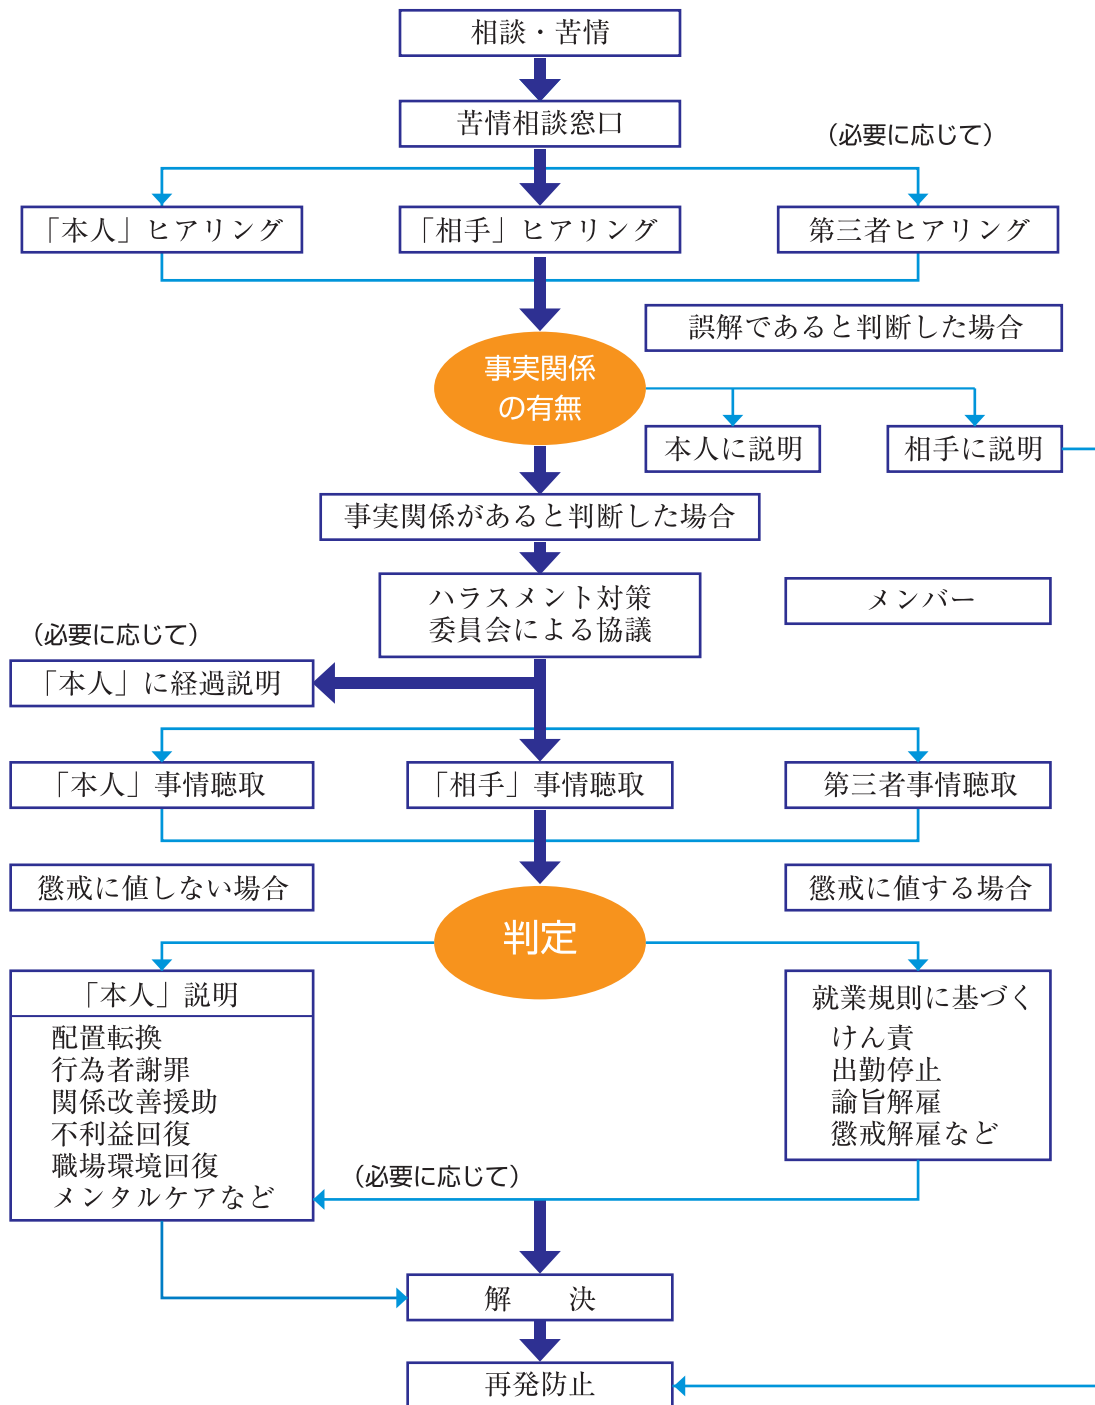 相談・苦情
苦情相談窓口
（必要に応じて）
「本人」ヒアリング
「相手」ヒアリング
第三者ヒアリング
誤解であると判断した場合
事実関係
の有無
本人に説明
相手に説明
事実関係があると判断した場合
ハラスメント対策
委員会による協議
メンバー
（必要に応じて）
「本人」に経過説明
「本人」事情聴取
「相手」事情聴取
第三者事情聴取
懲戒に値しない場合
懲戒に値する場合
判定
「本人」説明
配置転換
行為者謝罪
関係改善援助
不利益回復
職場環境回復
メンタルケアなど
就業規則に基づく
けん責
出勤停止
諭旨解雇
懲戒解雇など
（必要に応じて）
解　決
再発防止